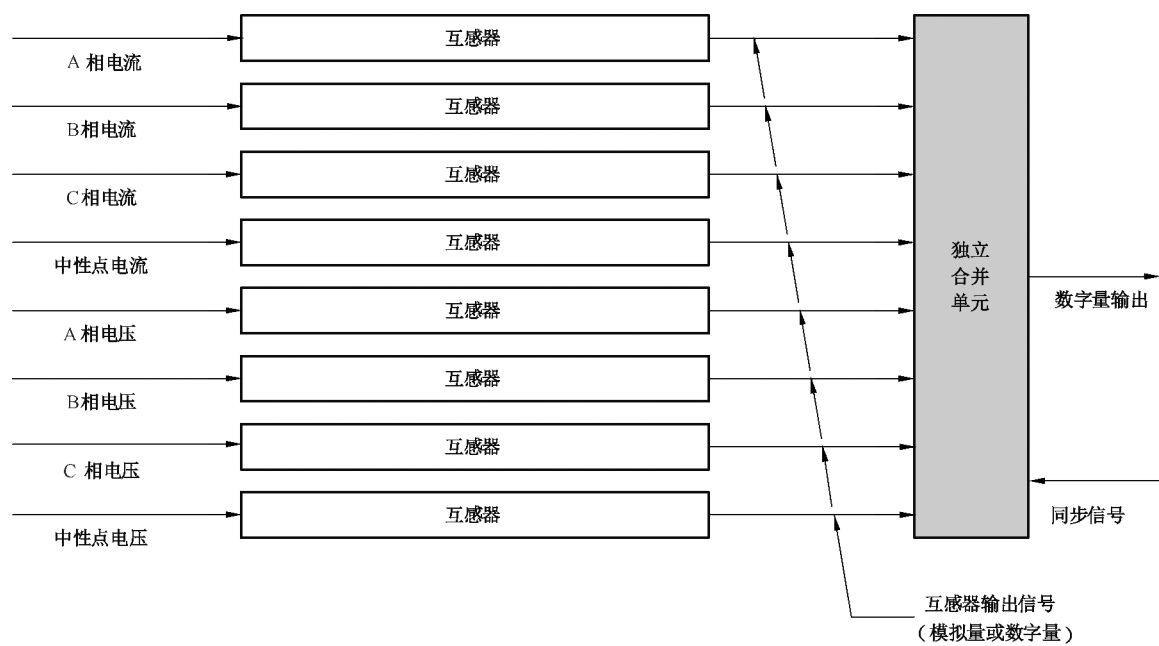 互感器
A 相电流
互感器
B相电流
互感器
C相电流
互感器
中性点电流
互感器
A 相电压
互感器
B相电压
互感器
C 相电压
互感器
中性点电压
独立
合并
单元
数字量输出
同步信号
互感器输出信号
（模拟量或数字量）